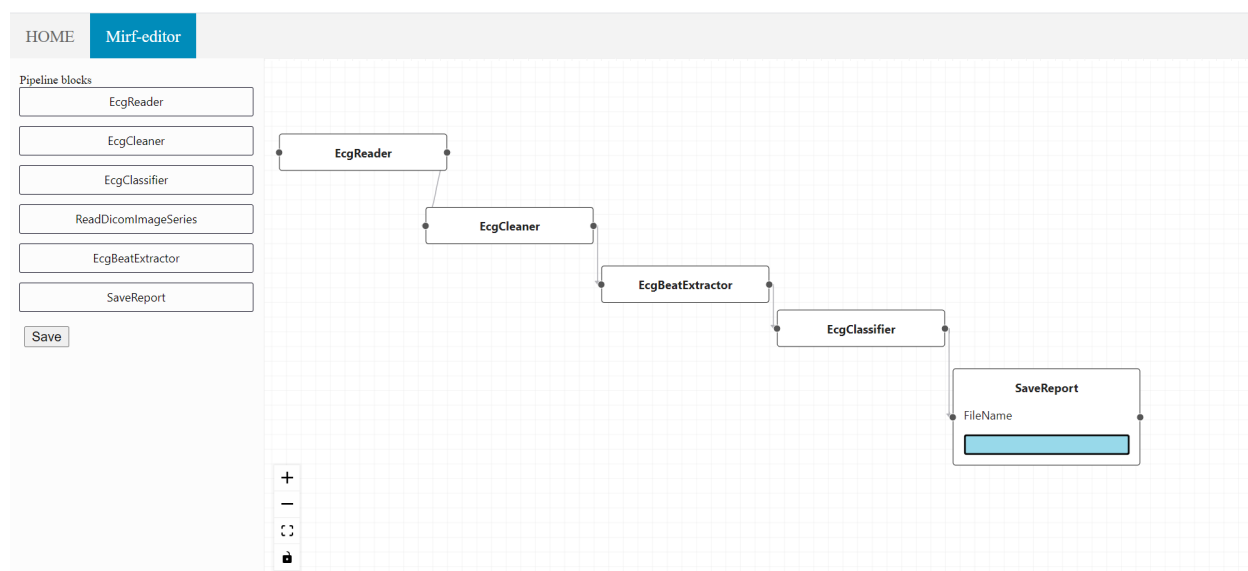 HOME Mirf-editor
Pipeline blocks
EcgReader
EcgCleaner
EcgClassifier
ReadDicomImageSeries
EcgBeatExtractor
SaveReport
Save
EcgReader
EcgCleaner
EcgBeatExtractor
EcgClassifier
SaveReport
FileName